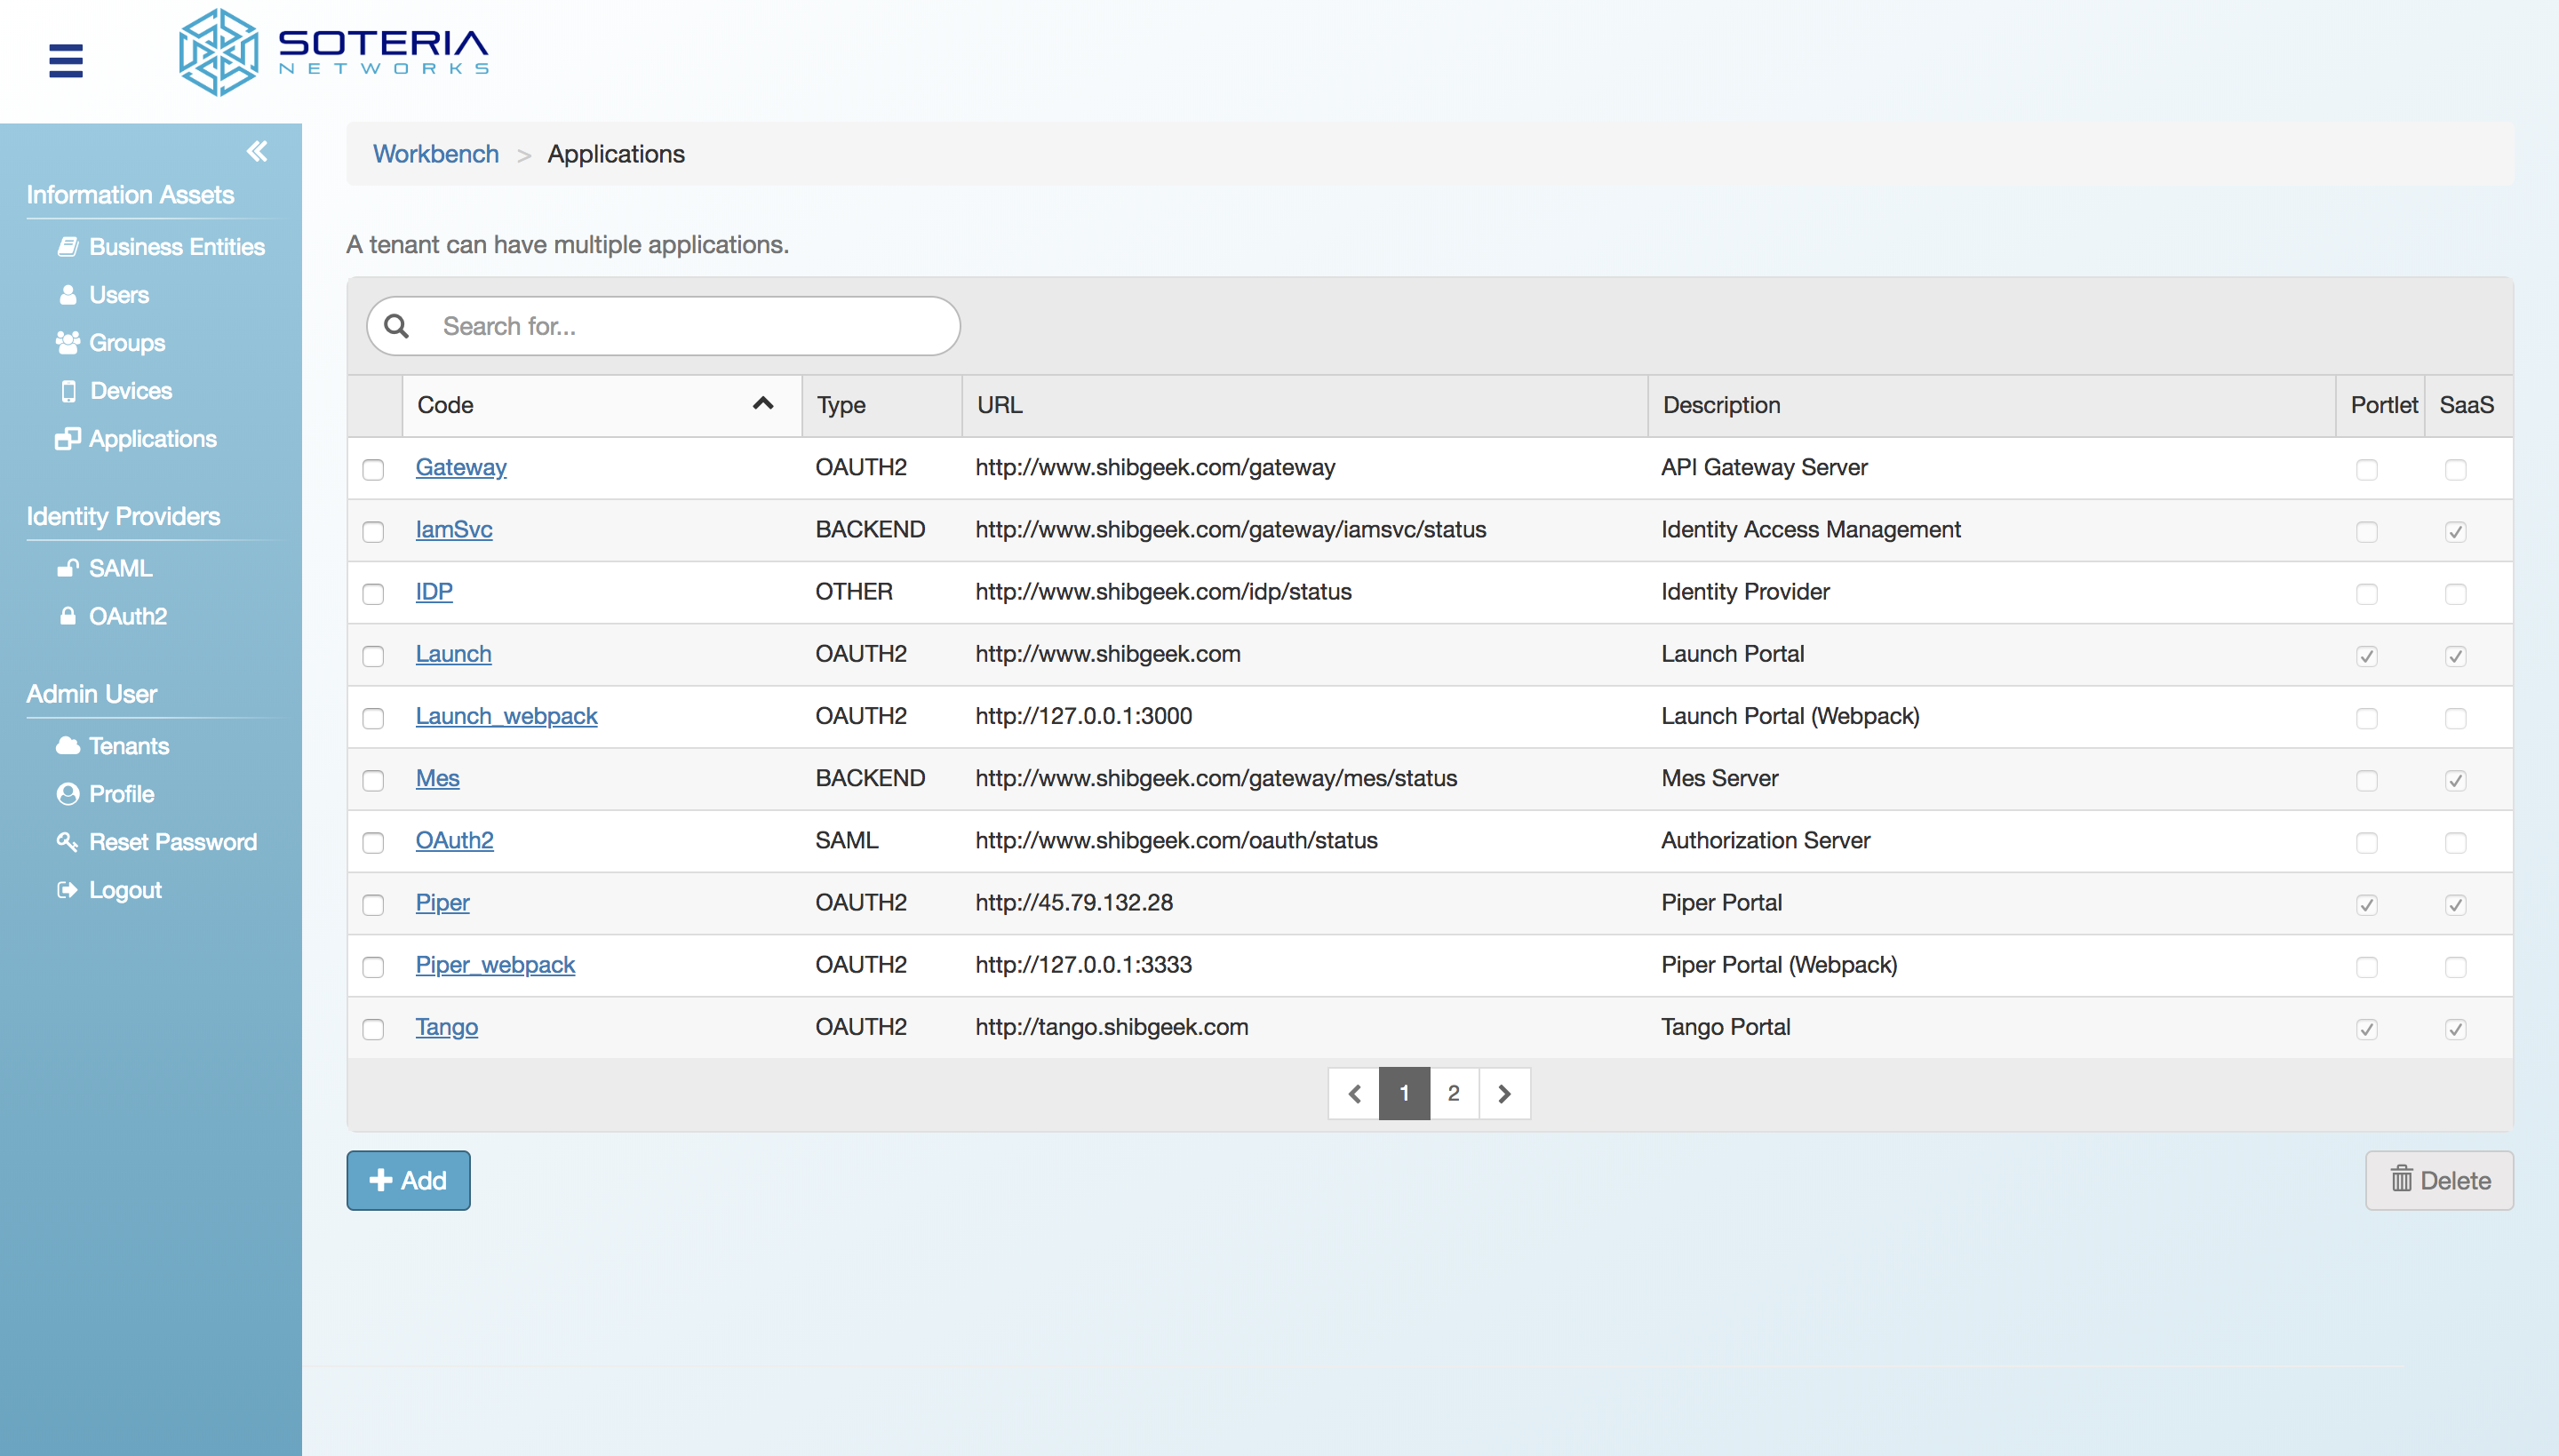 SOTERIA
NETWORKS
Information Assets
Business Entities
Users
Groups
Devices
Applications
Identity Providers
SAML
OAuth2
Admin User
Tenants
Profile
Reset Password
Logout
Workbench > Applications
A tenant can have multiple applications.
Search for...
Code Type URL Description Portlet SaaS
Gateway OAUTH2 http://www.shibgeek.com/gateway API Gateway Server
IamSvc BACKEND http://www.shibgeek.com/gateway/iamsvc/status Identity Access Management
IDP OTHER http://www.shibgeek.com/idp/status Identity Provider
Launch OAUTH2 http://www.shibgeek.com Launch Portal
Launch_webpack OAUTH2 http://127.0.0.1:3000 Launch Portal (Webpack)
Mes BACKEND http://www.shibgeek.com/gateway/mes/status Mes Server
OAuth2 SAML http://www.shibgeek.com/oauth/status Authorization Server
Piper OAUTH2 http://45.79.132.28 Piper Portal
Piper_webpack OAUTH2 http://127.0.0.1:3333 Piper Portal (Webpack)
Tango OAUTH2 http://tango.shibgeek.com Tango Portal
1 2
Add
Delete